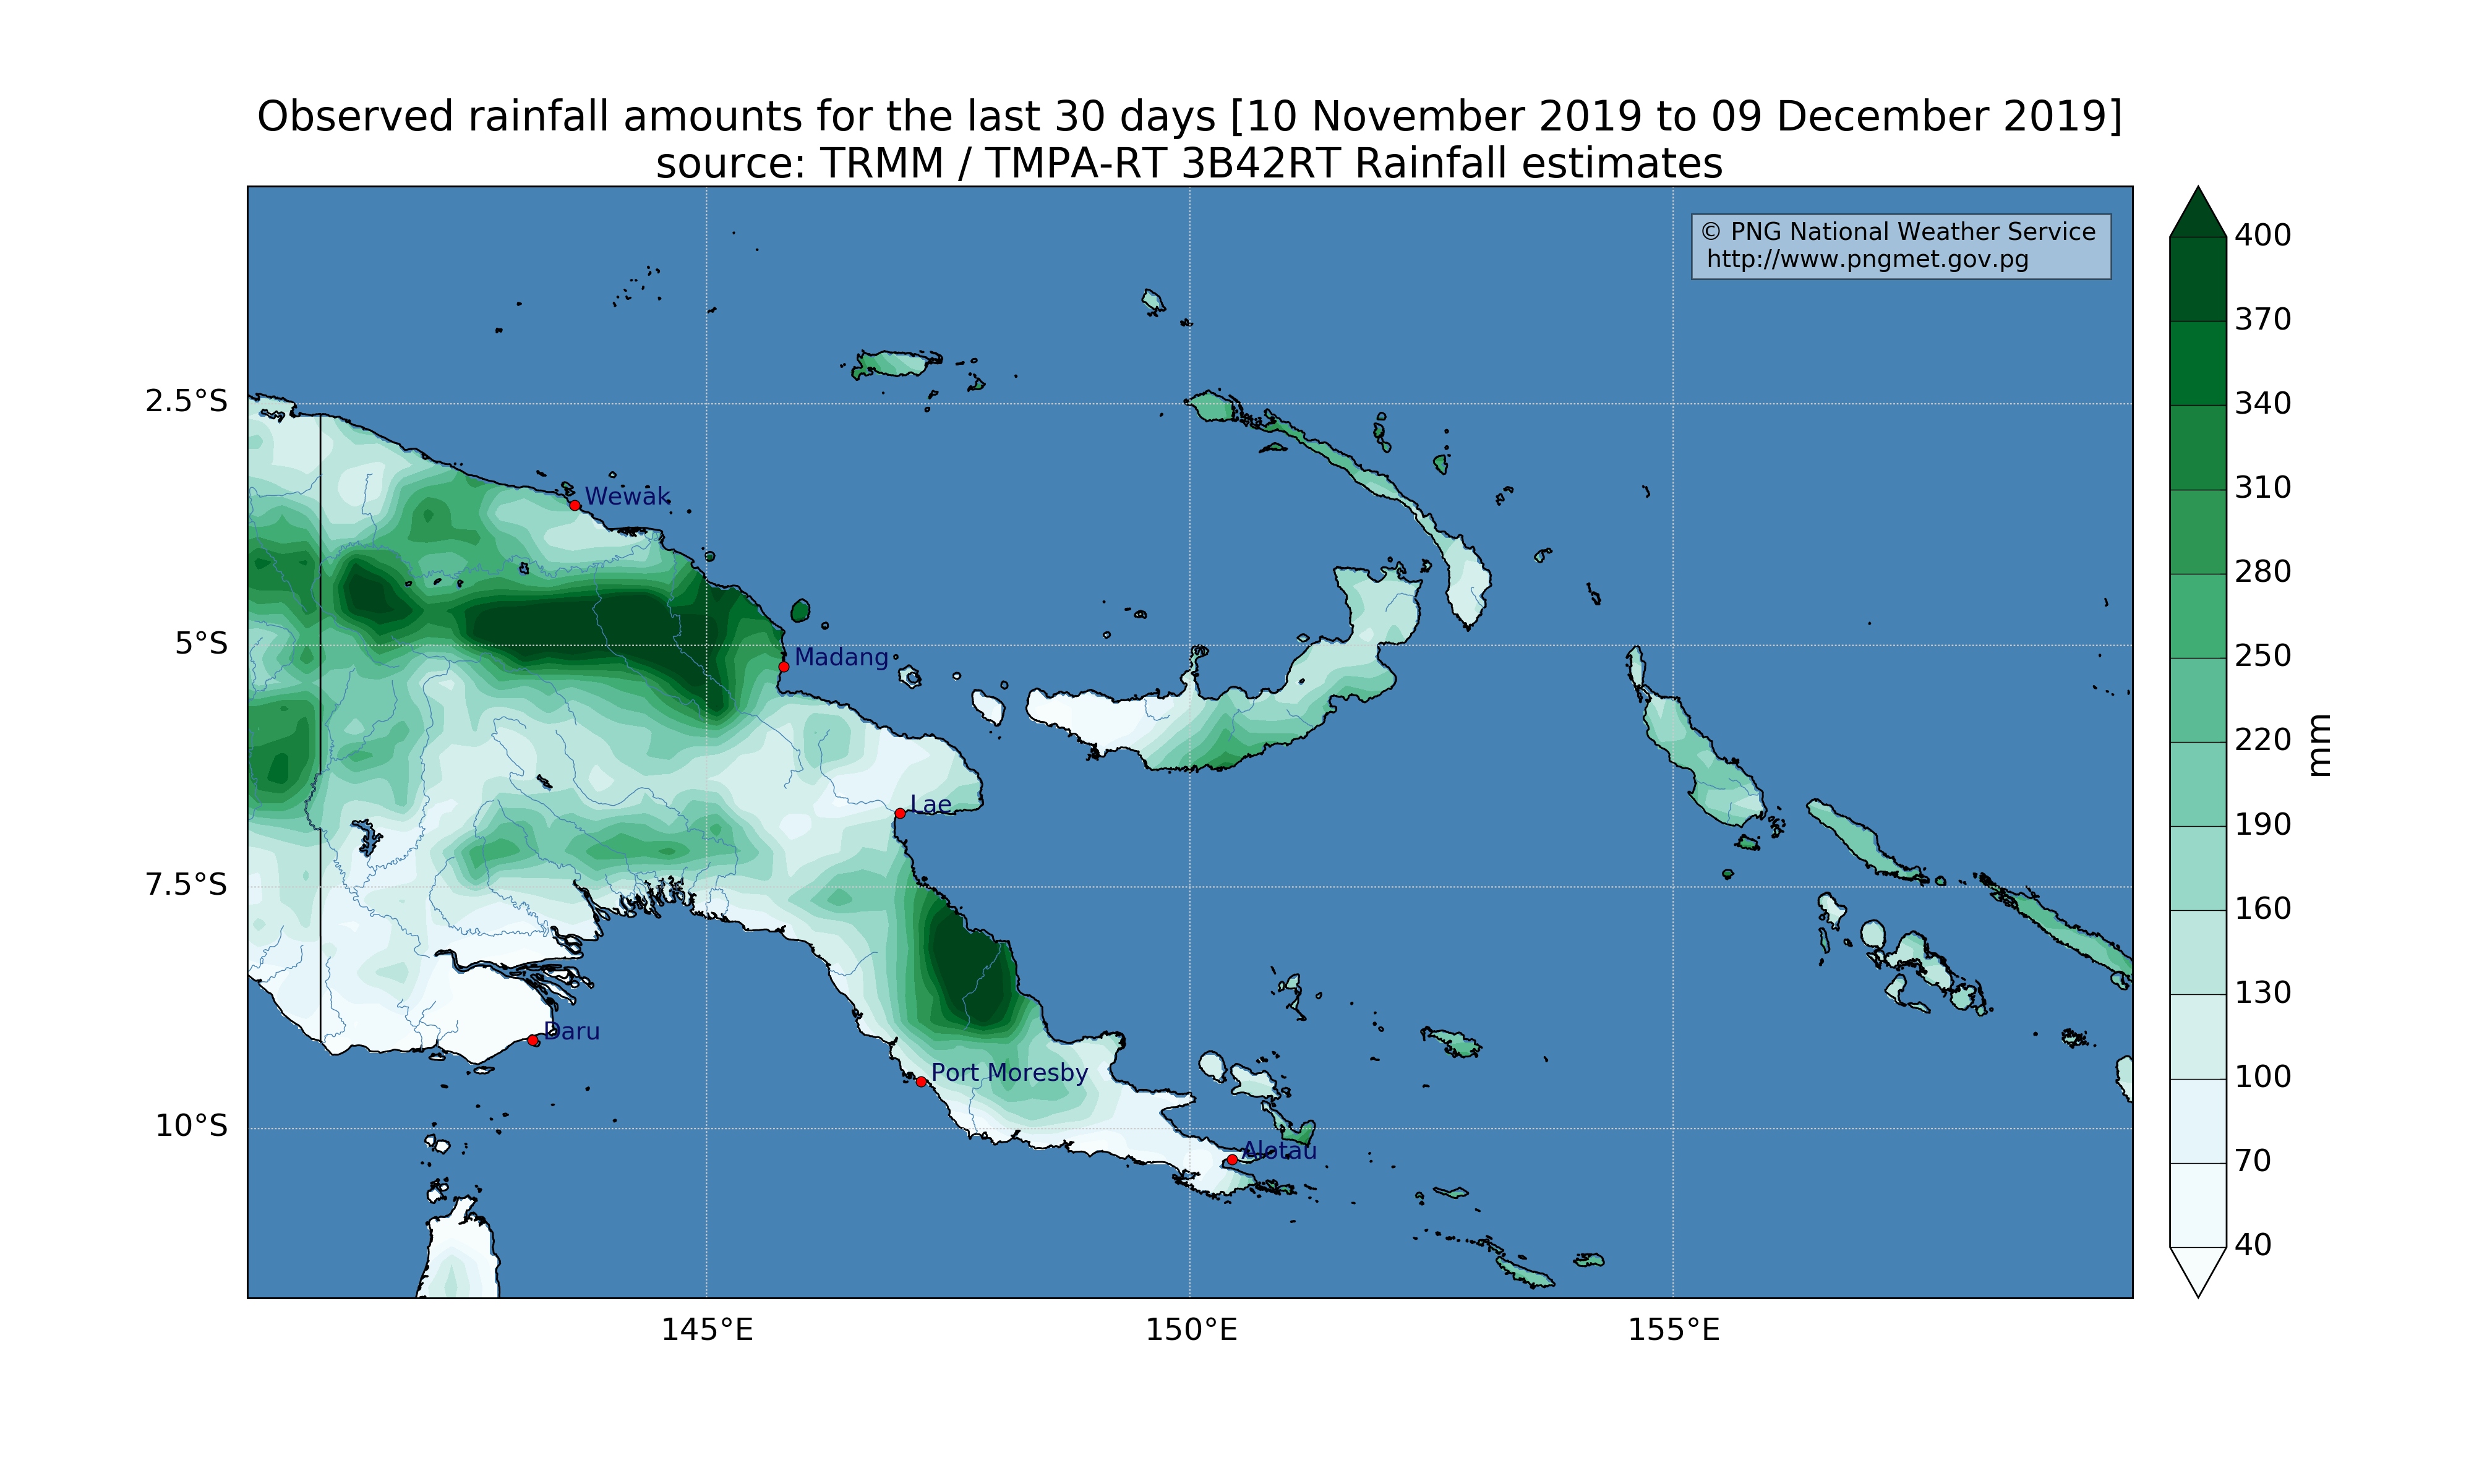 Observed rainfall amounts for the last 30 days [10 November 2019 to 09 December 2019]
source: TRMM / TMPA-RT 3B42RT Rainfall estimates
© PNG National Weather Service
http://www.pngmet.gov.pg
400
370
340
310
280
250
220
190
160
130
100
70
40
mm
2.5°S
5°S
7.5°S
10°S
Wewak
Madang
Lae
Daru
Port Moresby
Alotau
145°E
150°E
155°E